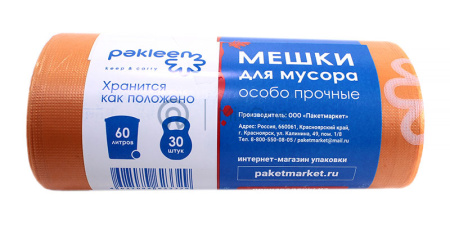 pakleen
keep & carry
Хранится
как положено
60
литров
30
штук
МЕШКИ
для мусора
особо прочные
Производитель: ООО «Пакетмаркет»
Адрес: Россия, 660061, Красноярский край,
г. Красноярск, ул. Калинина, 49, пом. 1/8
Тел. 8-800-550-08-05 / paketmarket@mail.ru
интернет-магазин упаковки
paketmarket.ru